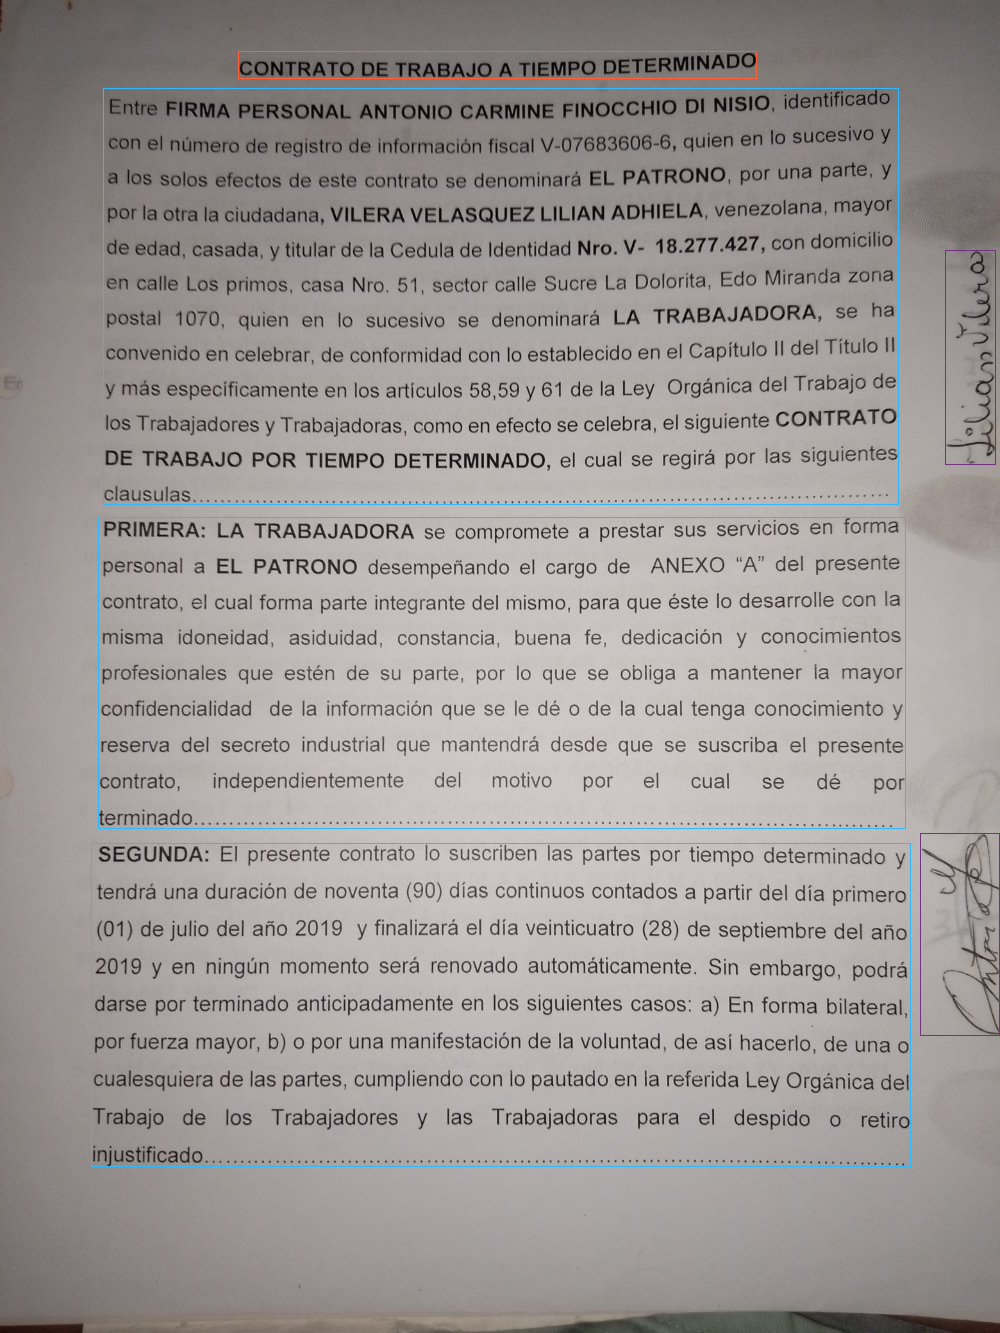 CONTRATO DE TRABAJO A TIEMPO DETERMINADO
Entre FIRMA PERSONAL ANTONIO CARMINE FINOCCHIO DI NISIO, identificado
con el número de registro de información fiscal V-07683606-6, quien en lo sucesivo y
a los solos efectos de este contrato se denominará EL PATRONO, por una parte, y
por la otra la ciudadana, VILERA VELASQUEZ LILIAN ADHIELA, venezolana, mayor
de edad, casada, y titular de la Cedula de Identidad Nro. V- 18.277.427, con domicilio
en calle Los primos, casa Nro. 51, sector calle Sucre La Dolorita, Edo Miranda zona
postal 1070, quien en lo sucesivo se denominará LA TRABAJADORA, se ha
convenido en celebrar, de conformidad con lo establecido en el Capítulo II del Título II
y más específicamente en los artículos 58,59 y 61 de la Ley Orgánica del Trabajo de
los Trabajadores y Trabajadoras, como en efecto se celebra, el siguiente CONTRATO
DE TRABAJO POR TIEMPO DETERMINADO, el cual se regirá por las siguientes
clausulas....................................................................................................
PRIMERA: LA TRABAJADORA se compromete a prestar sus servicios en forma
personal a EL PATRONO desempeñando el cargo de ANEXO “A” del presente
contrato, el cual forma parte integrante del mismo, para que éste lo desarrolle con la
misma idoneidad, asiduidad, constancia, buena fe, dedicación y conocimientos
profesionales que estén de su parte, por lo que se obliga a mantener la mayor
confidencialidad de la información que se le dé o de la cual tenga conocimiento y
reserva del secreto industrial que mantendrá desde que se suscriba el presente
contrato, independientemente del motivo por el cual se dé por
terminado....................................................................................................
SEGUNDA: El presente contrato lo suscriben las partes por tiempo determinado y
tendrá una duración de noventa (90) días continuos contados a partir del día primero
(01) de julio del año 2019 y finalizará el día veinticuatro (28) de septiembre del año
2019 y en ningún momento será renovado automáticamente. Sin embargo, podrá
darse por terminado anticipadamente en los siguientes casos: a) En forma bilateral,
por fuerza mayor, b) o por una manifestación de la voluntad, de así hacerlo, de una o
cualesquiera de las partes, cumpliendo con lo pautado en la referida Ley Orgánica del
Trabajo de los Trabajadores y las Trabajadoras para el despido o retiro
injustificado....................................................................................................
Lilian Vilera